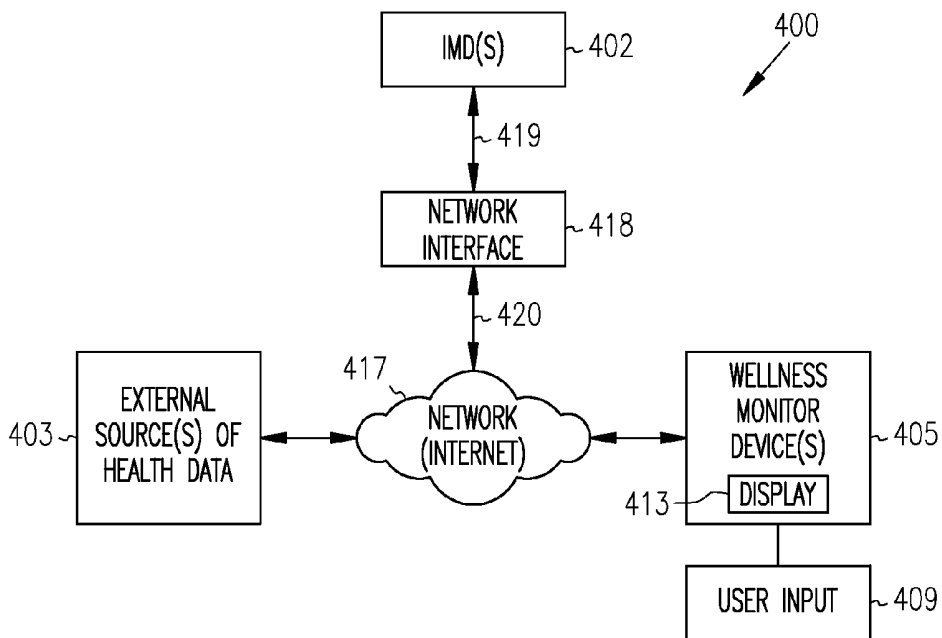 400
IMD(S)
402
419
NETWORK
INTERFACE
418
420
417
NETWORK
(INTERNET)
EXTERNAL
SOURCE(S) OF
HEALTH DATA
403
WELLNESS
MONITOR
DEVICE(S)
405
413
DISPLAY
USER INPUT
409